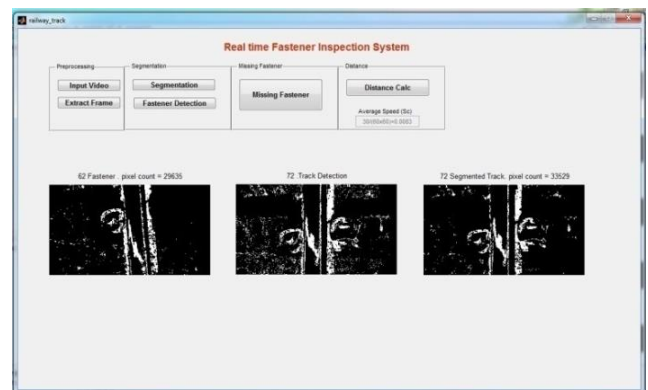 railway_track
Real time Fastener Inspection System
Preprocessing
Segmentation
Missing Fastener
Distance
Input Video
Segmentation
Missing Fastener
Distance Calc
Extract Frame
Fastener Detection
Average Speed (Sc)
62 Fastener . pixel count = 29635
72 .Track Detection
72 Segmented Track. pixel count = 33529